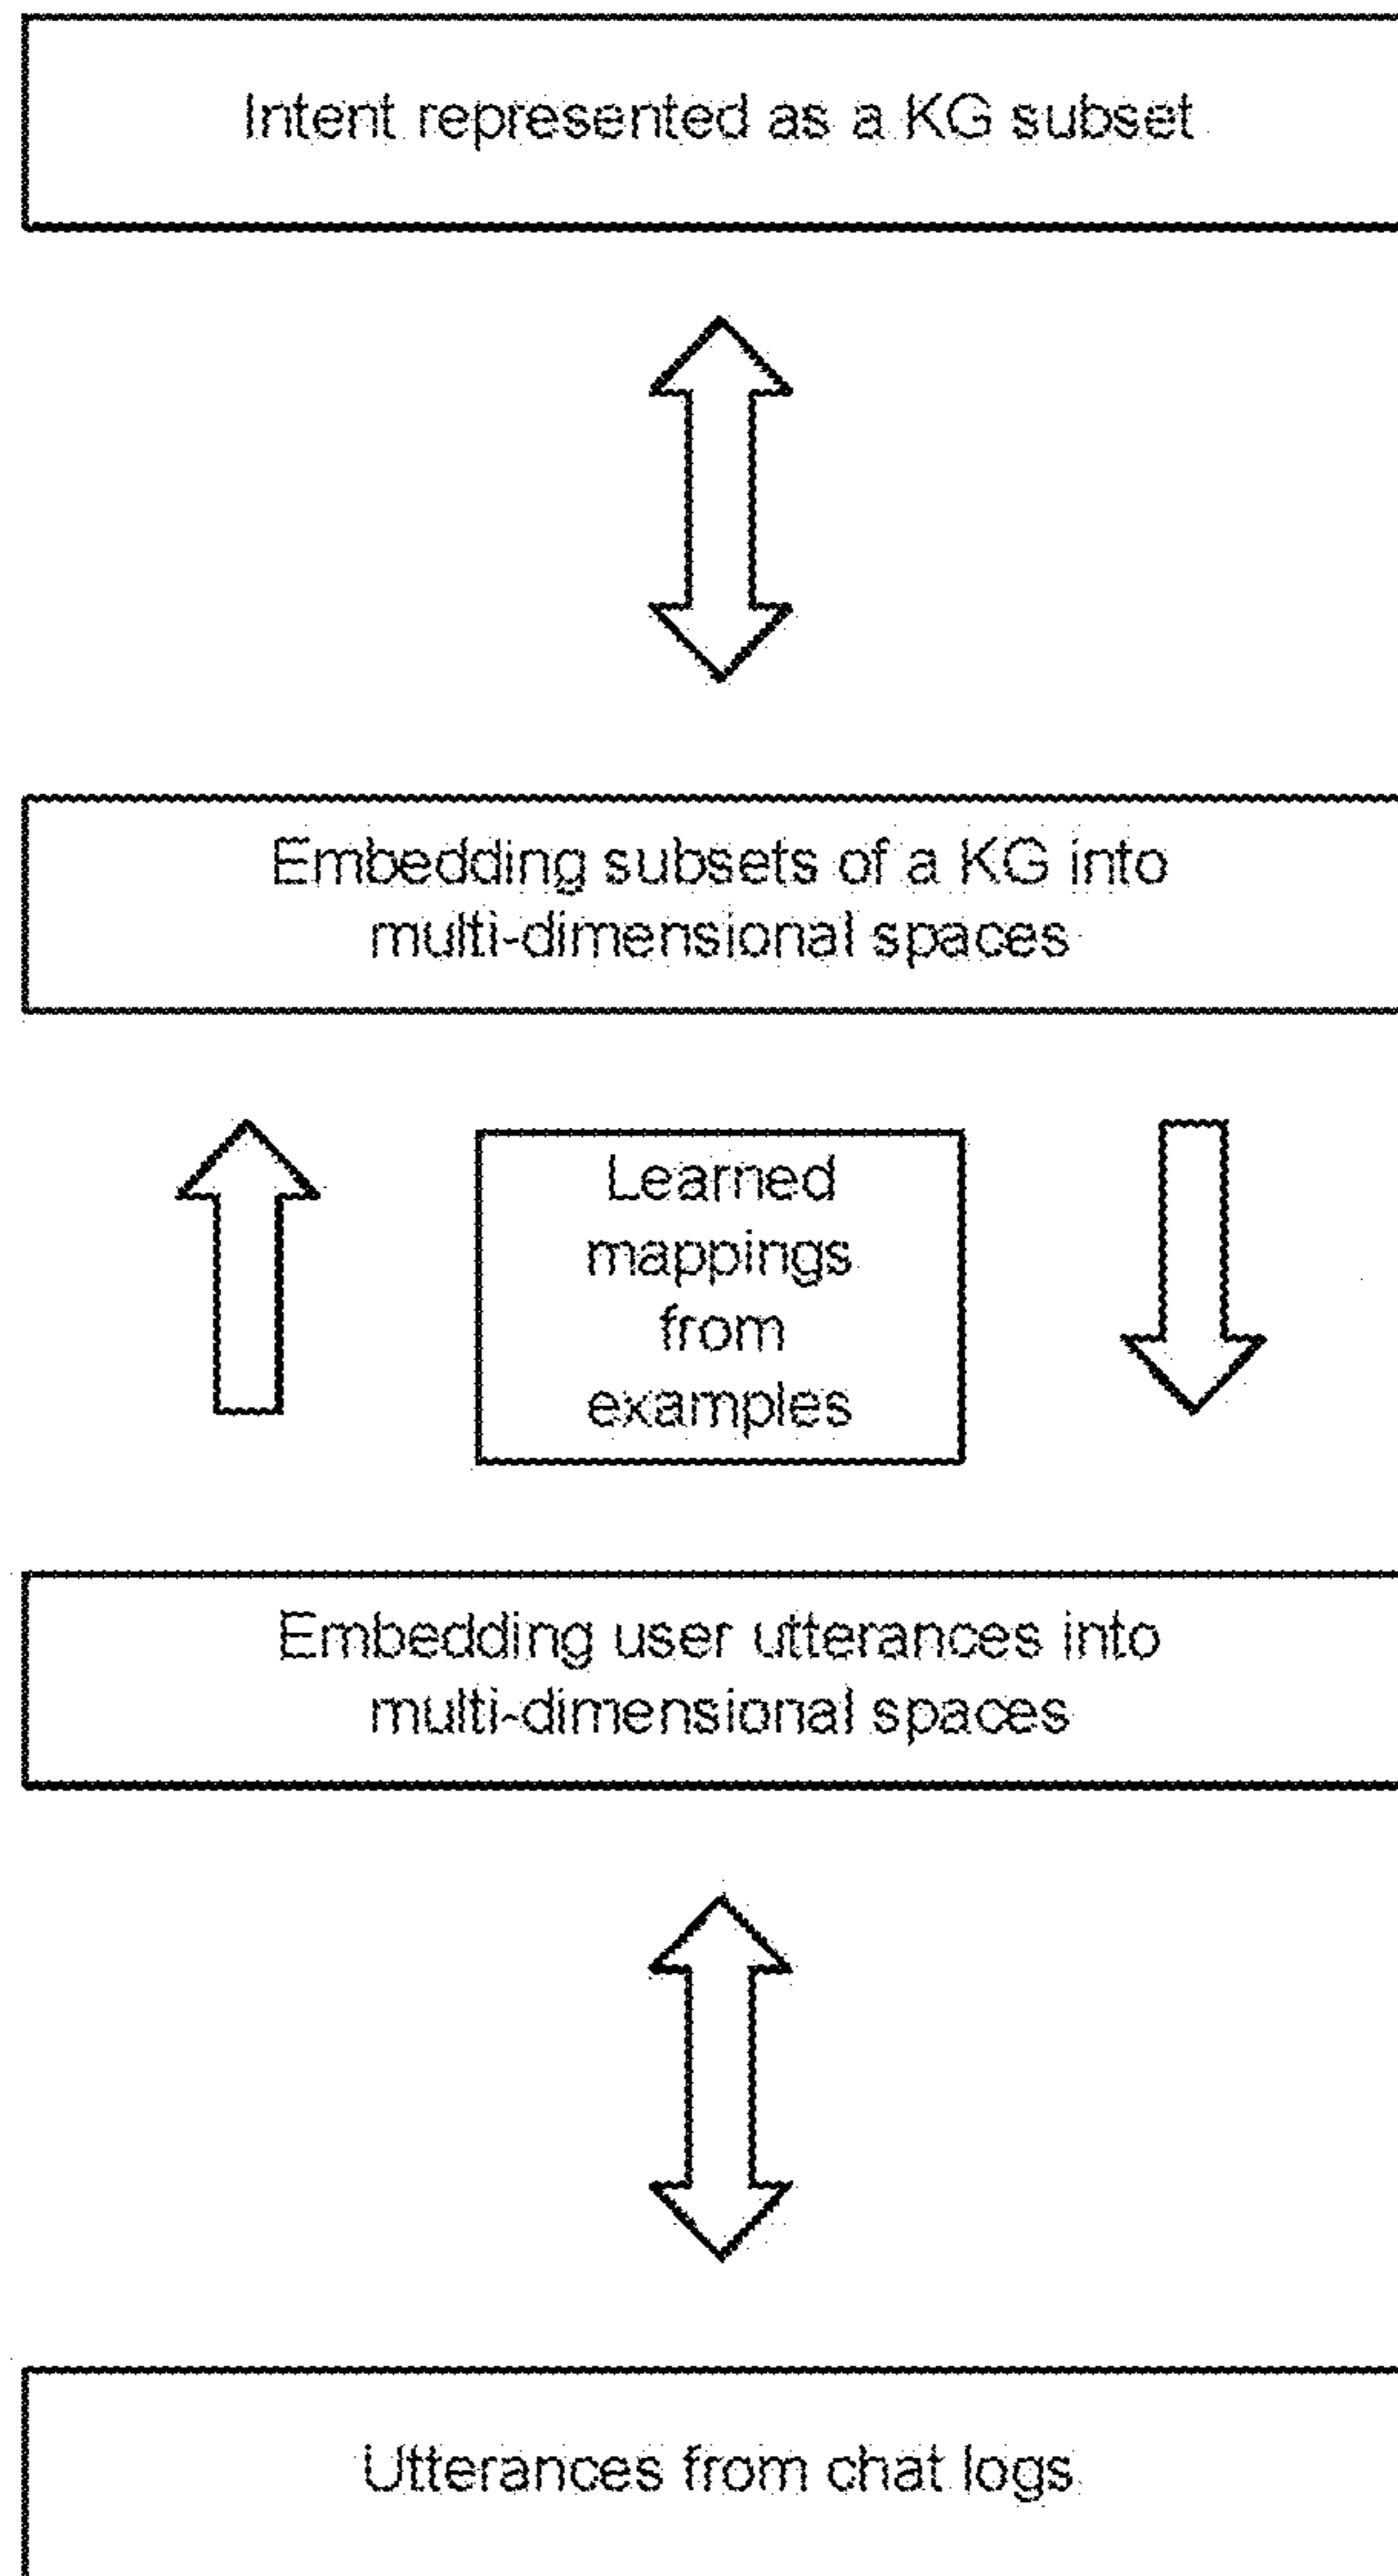 Intent represented as a KG subset
Embedding subsets of a KG into
multi-dimensional spaces
Learned
mappings
from
examples
Embedding user utterances into
multi-dimensional spaces
Utterances from chat logs